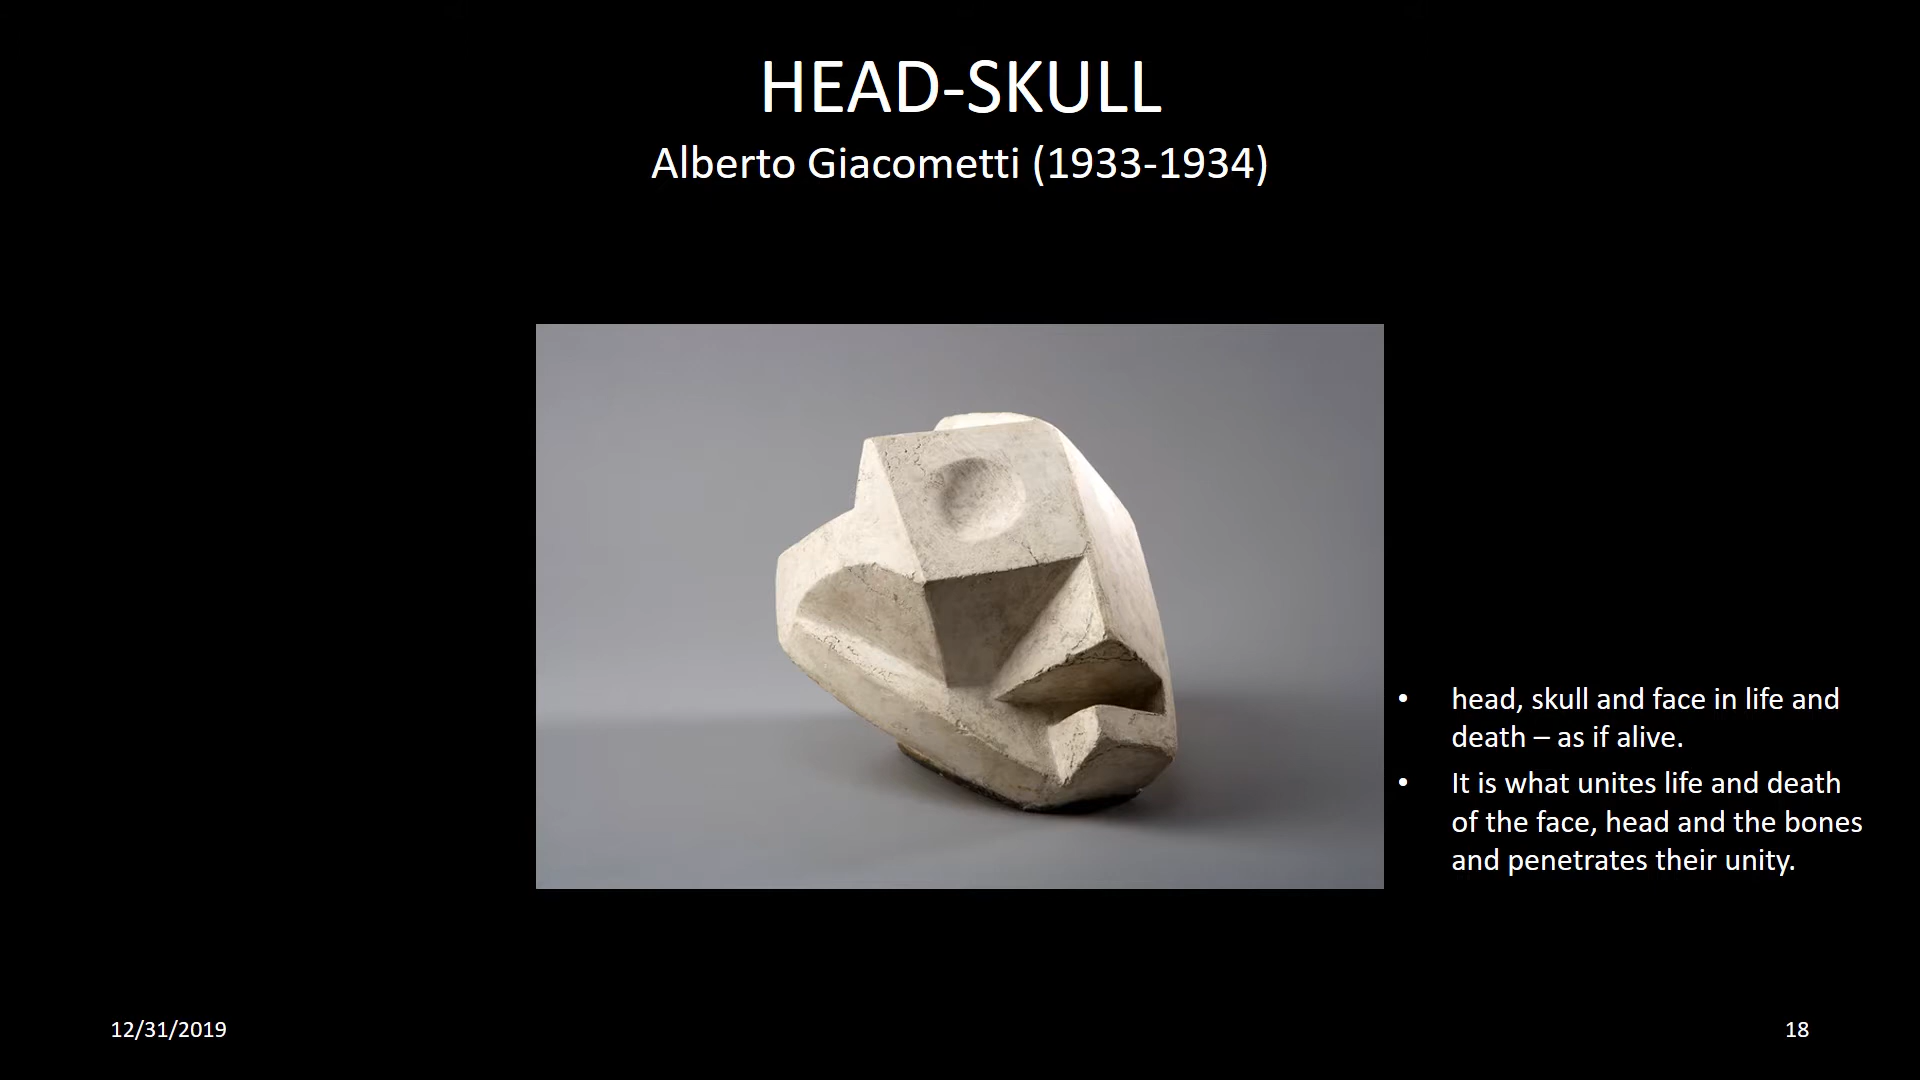 HEAD-SKULL
Alberto Giacometti (1933-1934)
• head, skull and face in life and
death – as if alive.
• It is what unites life and death
of the face, head and the bones
and penetrates their unity.
12/31/2019
18